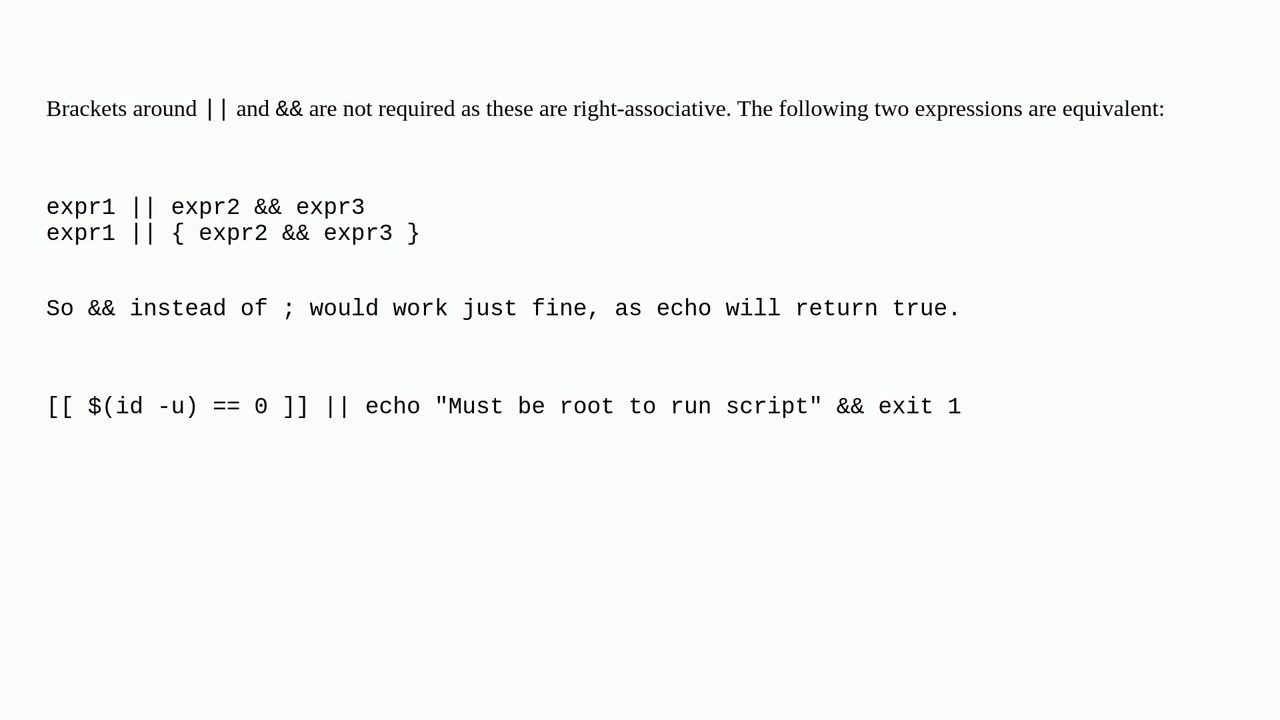 Brackets around || and && are not required as these are right-associative. The following two expressions are equivalent:
expr1 || expr2 && expr3
expr1 || { expr2 && expr3 }
So && instead of ; would work just fine, as echo will return true.
[[ $(id -u) == 0 ]] || echo "Must be root to run script" && exit 1